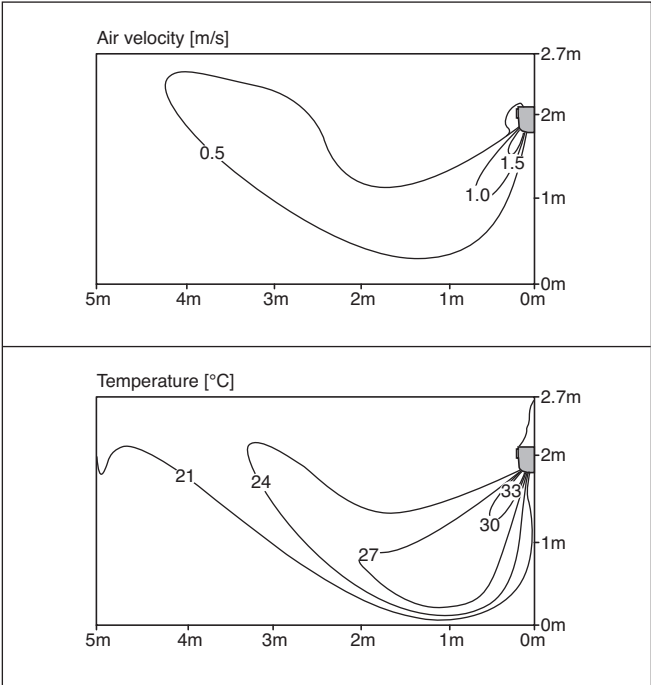 Air velocity [m/s]
2.7m
2m
0.5
1.5
1.0
1m
0m
5m 4m 3m 2m 1m 0m
Temperature [°C]
2.7m
2m
21
24
33
30
27
1m
0m
5m 4m 3m 2m 1m 0m